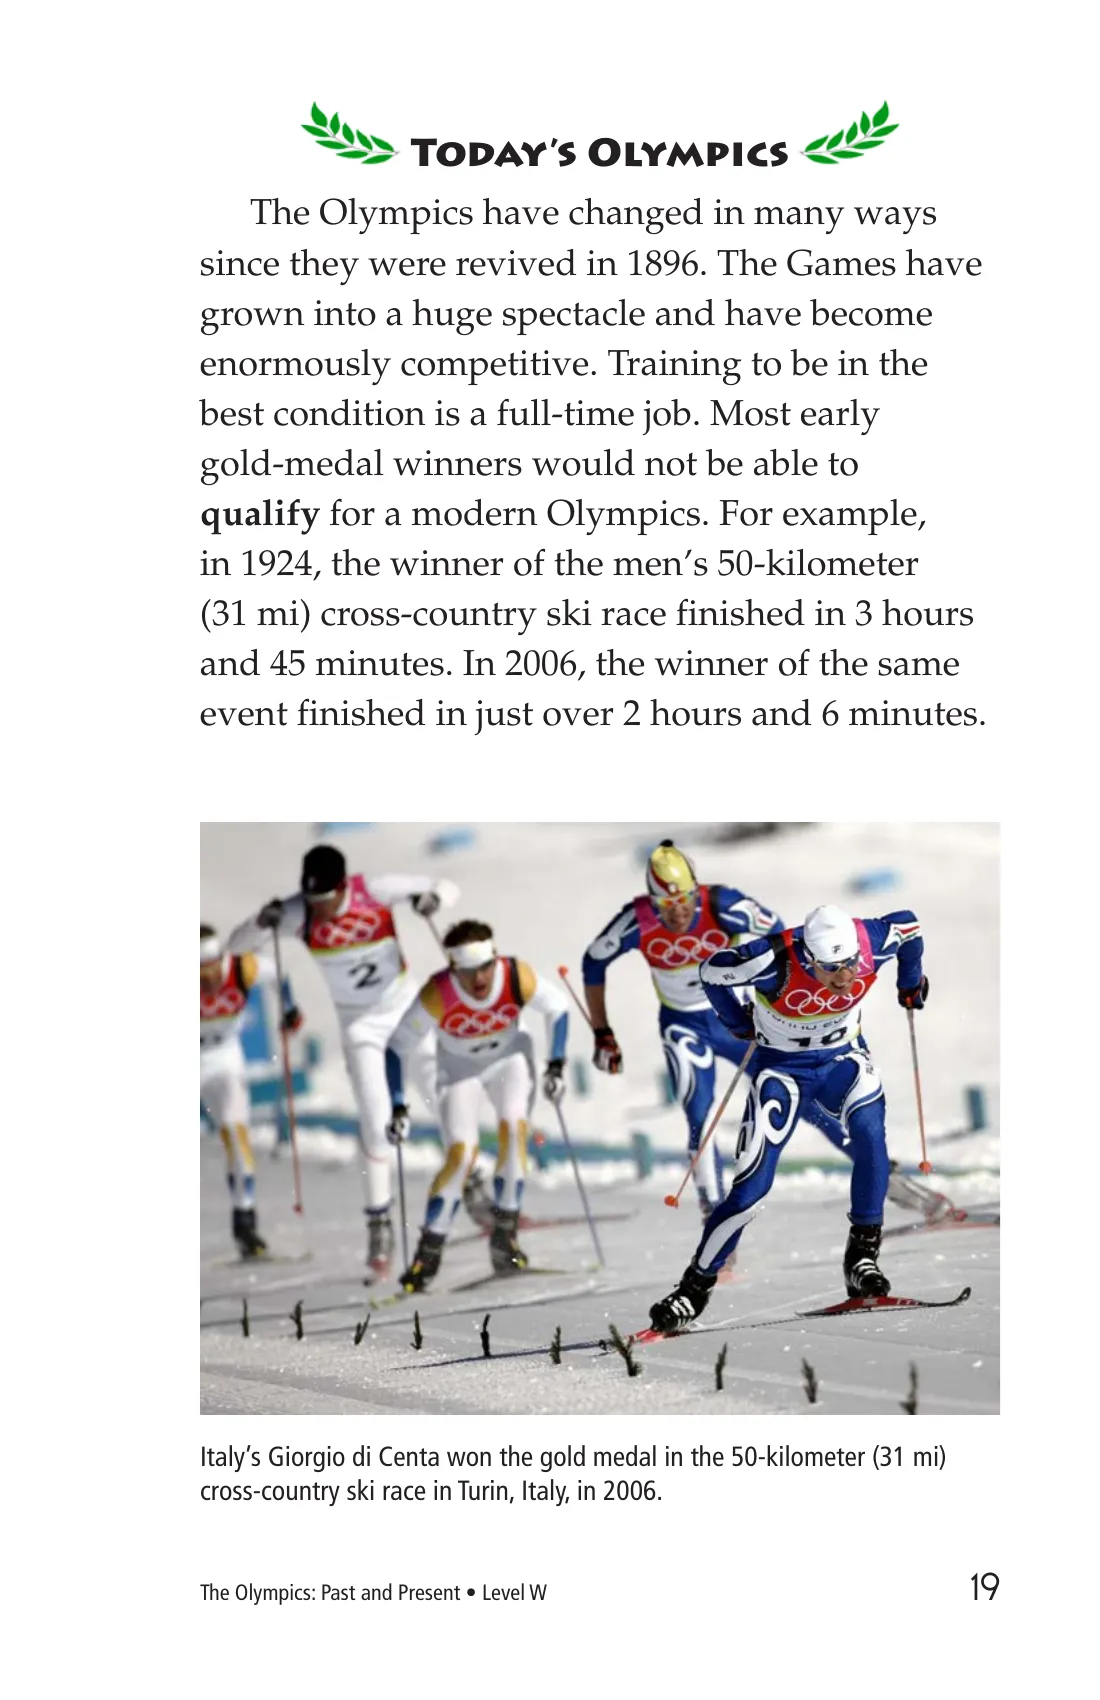 Today's Olympics
The Olympics have changed in many ways
since they were revived in 1896. The Games have
grown into a huge spectacle and have become
enormously competitive. Training to be in the
best condition is a full-time job. Most early
gold-medal winners would not be able to
qualify for a modern Olympics. For example,
in 1924, the winner of the men's 50-kilometer
(31 mi) cross-country ski race finished in 3 hours
and 45 minutes. In 2006, the winner of the same
event finished in just over 2 hours and 6 minutes.
2
Italy's Giorgio di Centa won the gold medal in the 50-kilometer (31 mi)
cross-country ski race in Turin, Italy, in 2006.
The Olympics: Past and Present • Level W
19